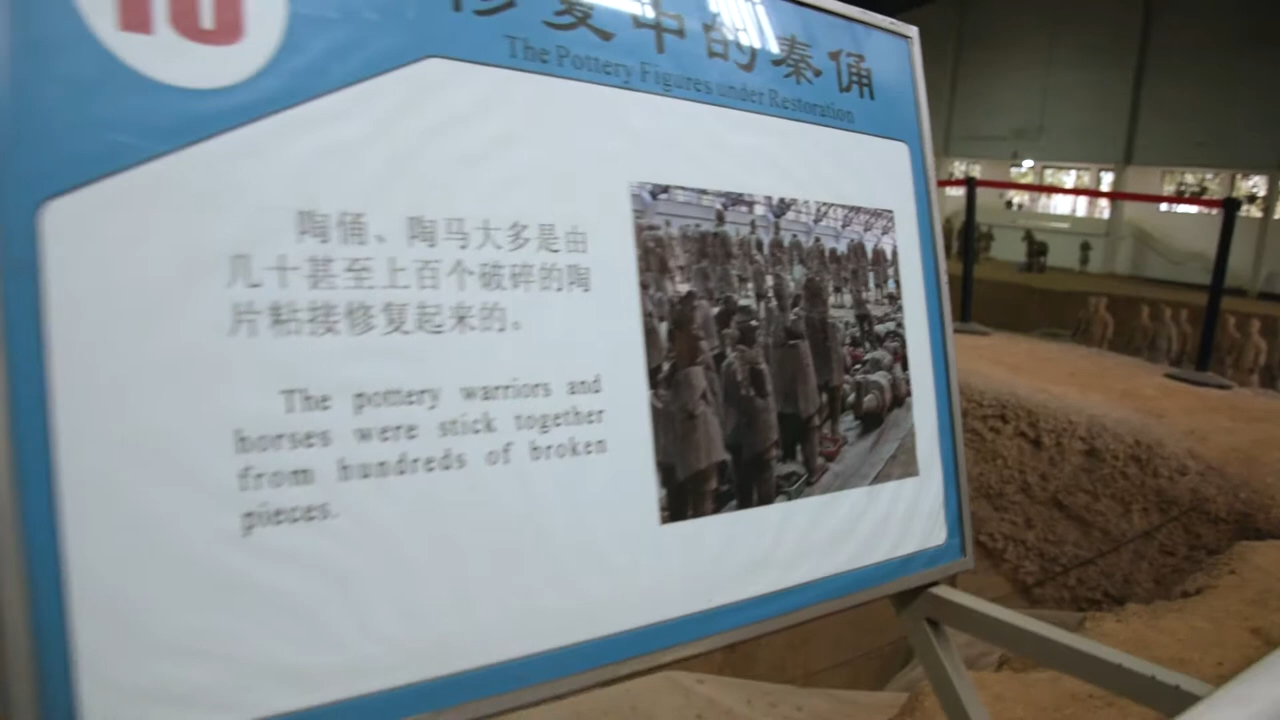 10
修复中的秦俑
The Pottery Figures under Restoration
陶俑、陶马大多是由
几十甚至上百个破碎的陶
片粘接修复起来的。
The pottery warriors and
horses were stick together
from hundreds of broken
pieces.